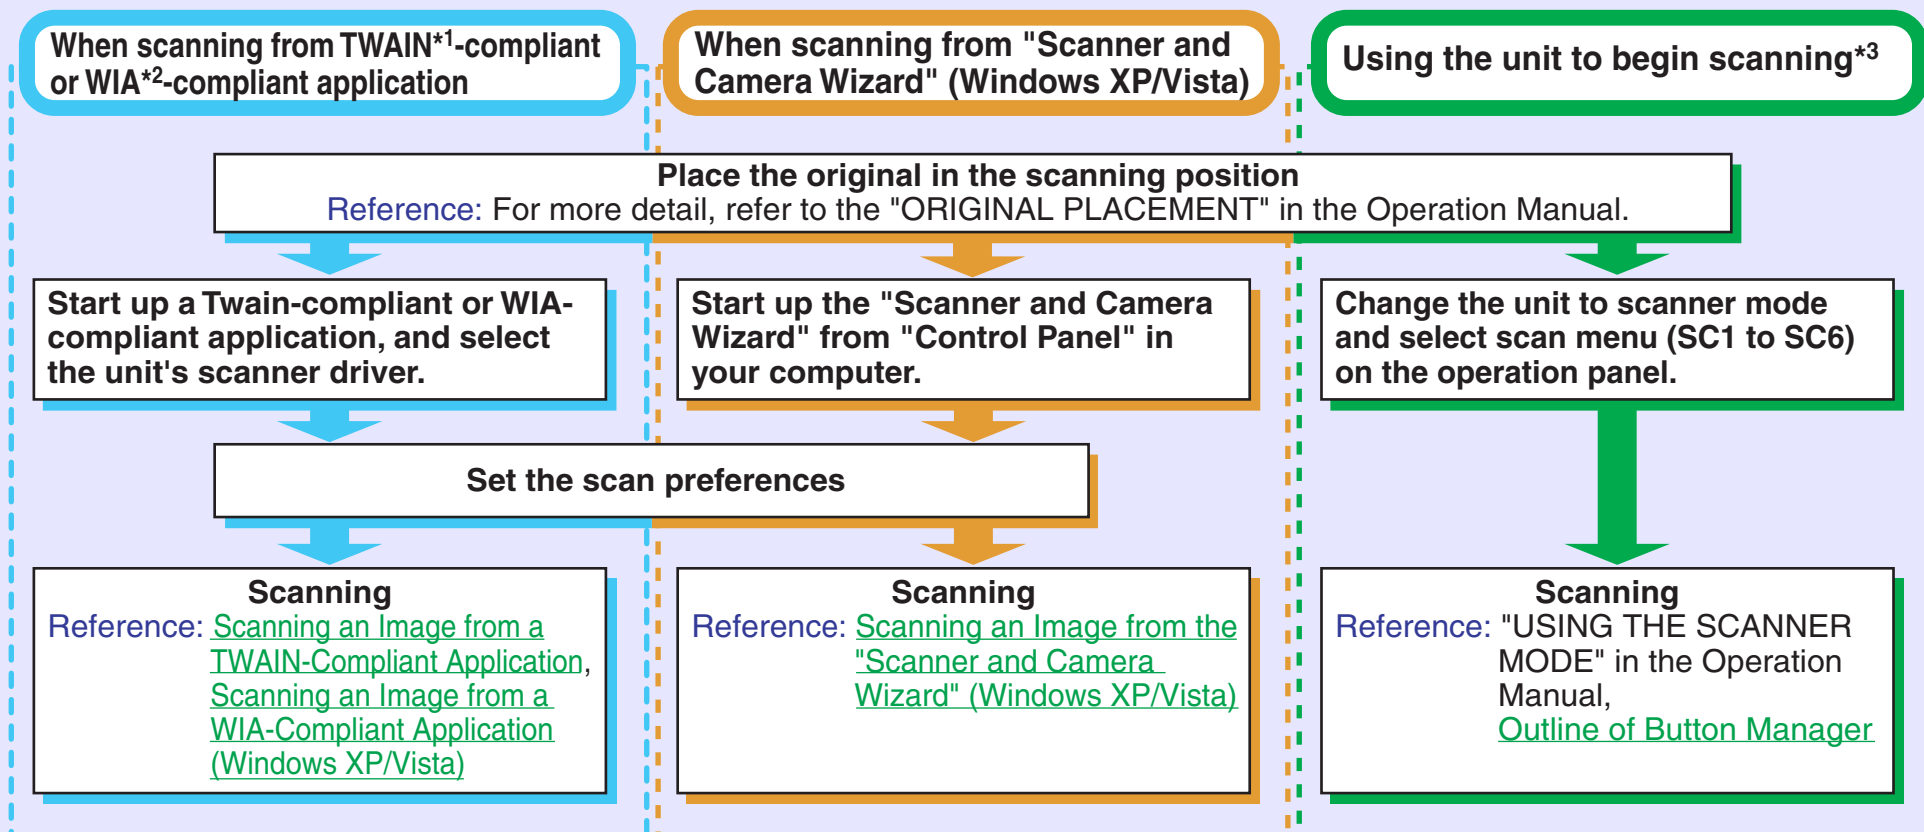 When scanning from TWAIN*1-compliant
or WIA*2-compliant application
When scanning from "Scanner and
Camera Wizard" (Windows XP/Vista)
Using the unit to begin scanning*3
Place the original in the scanning position
Reference: For more detail, refer to the "ORIGINAL PLACEMENT" in the Operation Manual.
Start up a Twain-compliant or WIA-
compliant application, and select
the unit's scanner driver.
Start up the "Scanner and Camera
Wizard" from "Control Panel" in
your computer.
Change the unit to scanner mode
and select scan menu (SC1 to SC6)
on the operation panel.
Set the scan preferences
Scanning
Reference: Scanning an Image from a
TWAIN-Compliant Application,
Scanning an Image from a
WIA-Compliant Application
(Windows XP/Vista)
Scanning
Reference: Scanning an Image from the
"Scanner and Camera
Wizard" (Windows XP/Vista)
Scanning
Reference: "USING THE SCANNER
MODE" in the Operation
Manual,
Outline of Button Manager